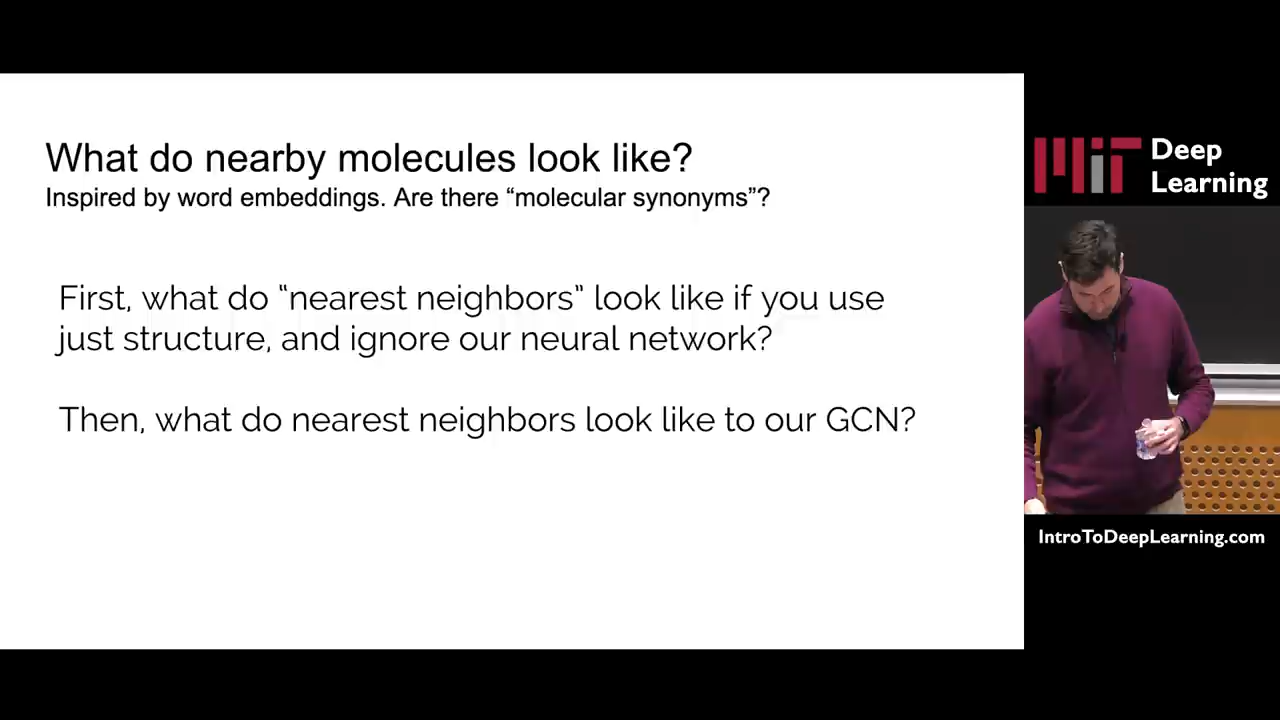 What do nearby molecules look like?
Inspired by word embeddings. Are there “molecular synonyms”?
First, what do “nearest neighbors” look like if you use
just structure, and ignore our neural network?
Then, what do nearest neighbors look like to our GCN?
MIT
Deep
Learning
IntroToDeepLearning.com